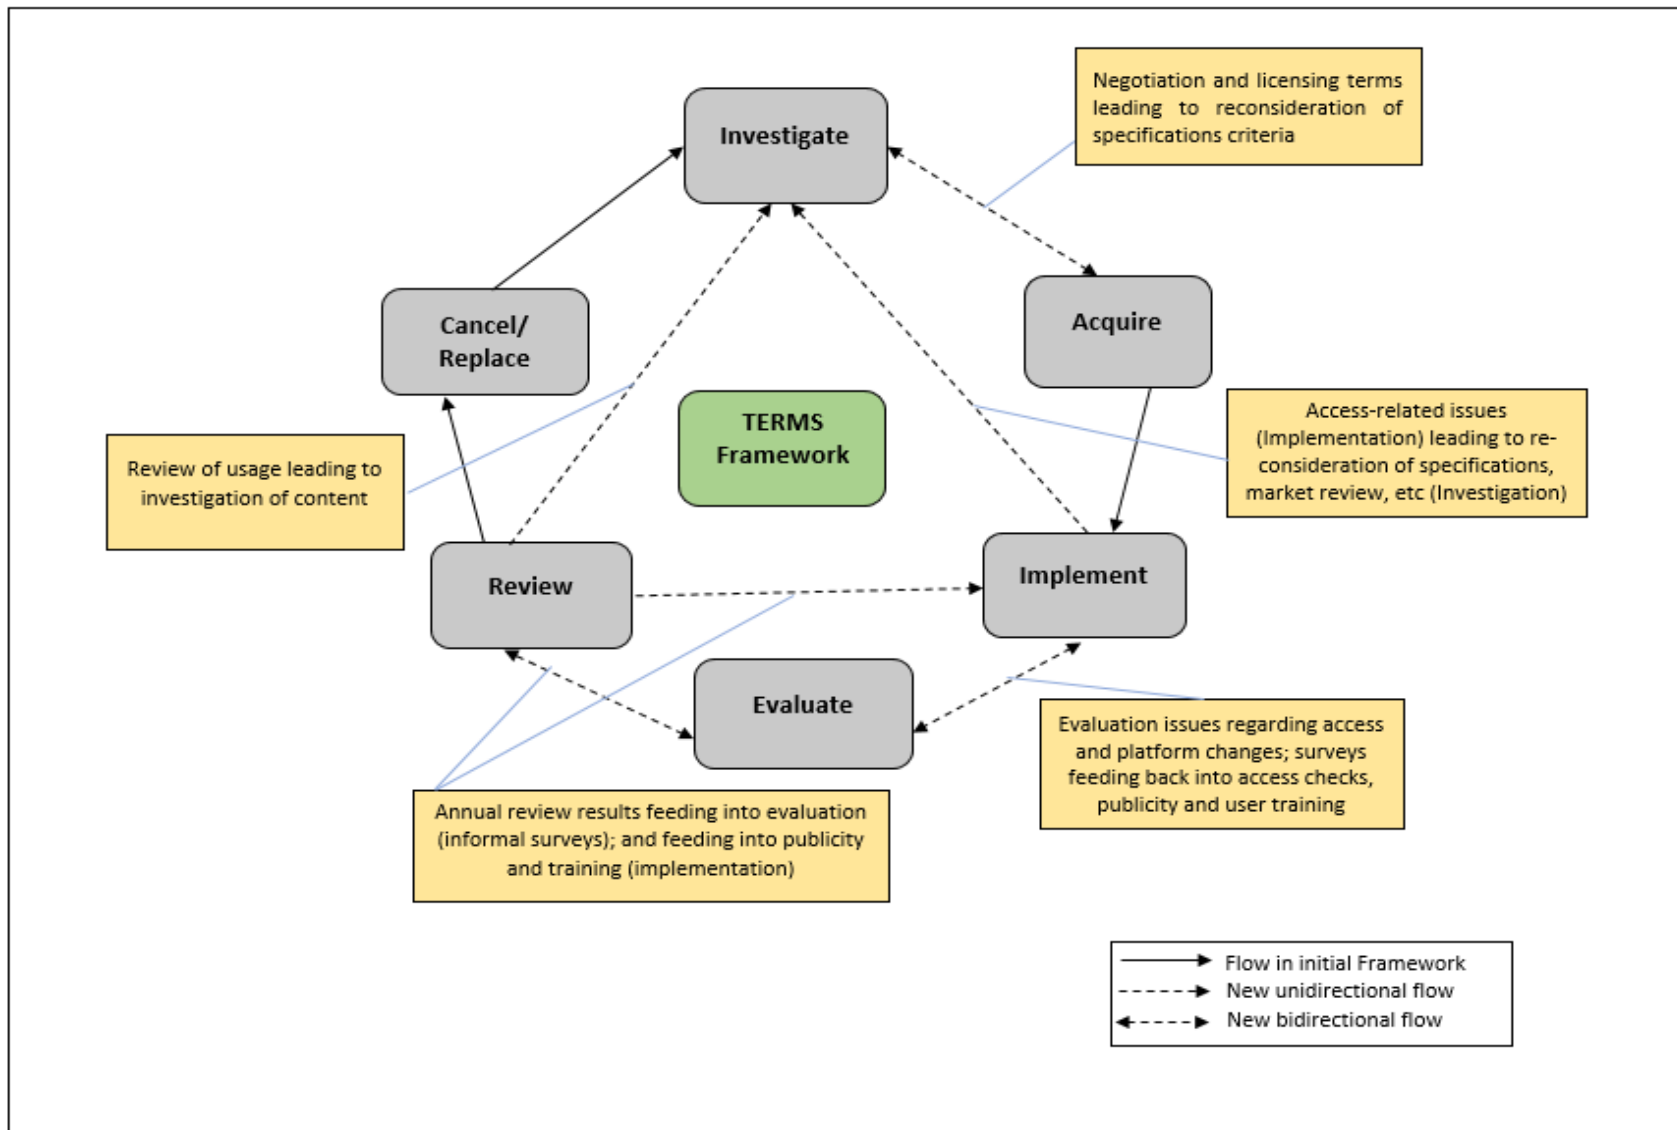 Investigate
Negotiation and licensing terms
leading to reconsideration of
specifications criteria
Cancel/
Replace
Acquire
TERMS
Framework
Review of usage leading to
investigation of content
Access-related issues
(Implementation) leading to re-
consideration of specifications,
market review, etc (Investigation)
Review
Implement
Evaluate
Evaluation issues regarding access
and platform changes; surveys
feeding back into access checks,
publicity and user training
Annual review results feeding into evaluation
(informal surveys); and feeding into publicity
and training (implementation)
Flow in initial Framework
New unidirectional flow
New bidirectional flow